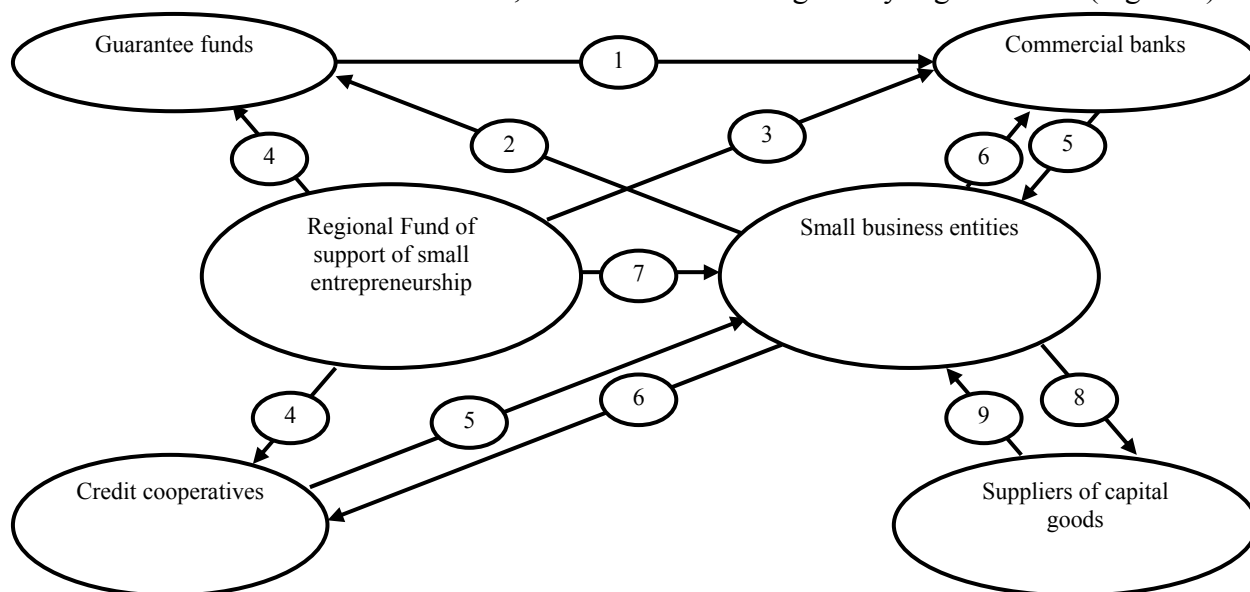 Guarantee funds
Commercial banks
1
2
3
4
6
5
Regional Fund of
support of small
entrepreneurship
Small business entities
7
4
5
6
9
8
Credit cooperatives
Suppliers of capital
goods